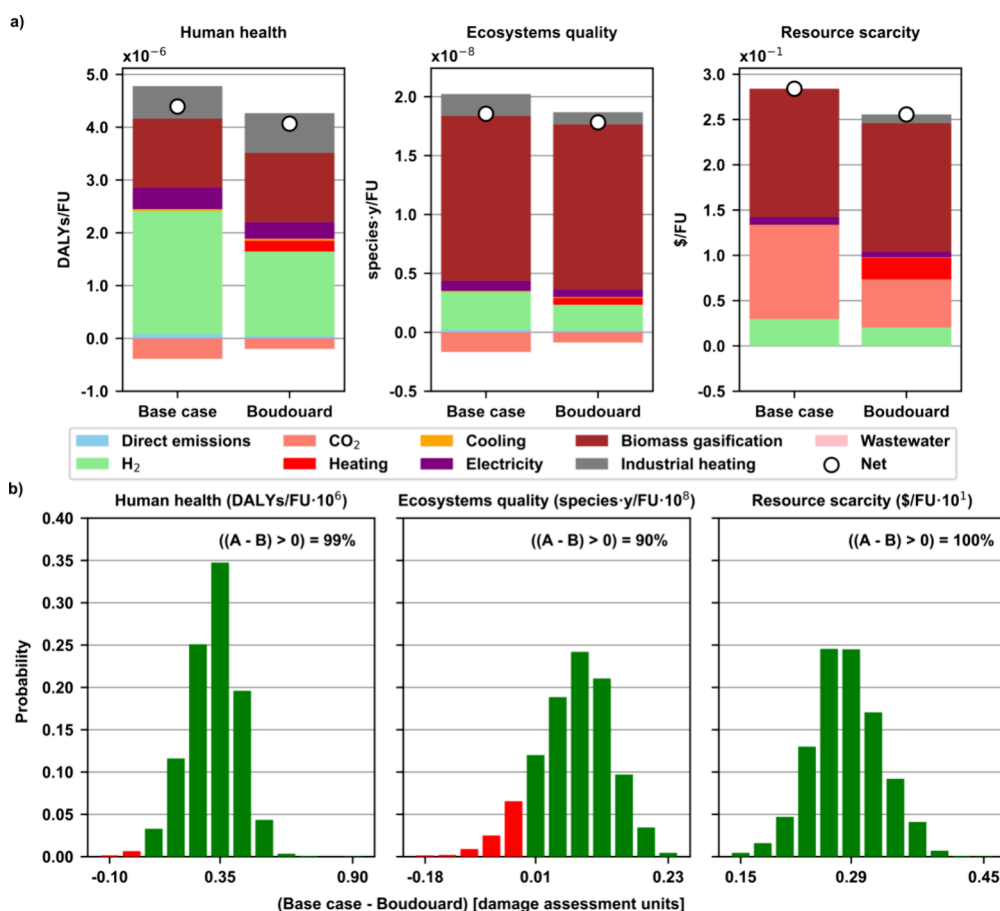 a)
Human health
Ecosystems quality
Resource scarcity
x10⁻⁶
x10⁻⁸
x10⁻¹
DALYs/FU
5.0
4.0
3.0
2.0
1.0
0.0
-1.0
Base case
Boudouard
species·y/FU
2.0
1.5
1.0
0.5
0.0
-0.5
Base case
Boudouard
$/FU
3.0
2.5
2.0
1.5
1.0
0.5
0.0
-0.5
Base case
Boudouard
Direct emissions
CO₂
Cooling
Biomass gasification
Wastewater
H₂
Heating
Electricity
Industrial heating
Net
b)
Human health (DALYs/FU·10⁶)
Ecosystems quality (species·y/FU·10⁸)
Resource scarcity ($/FU·10¹)
((A - B) > 0) = 99%
((A - B) > 0) = 90%
((A - B) > 0) = 100%
Probability
0.40
0.35
0.30
0.25
0.20
0.15
0.10
0.05
0.00
-0.10
0.35
0.90
-0.18
0.01
0.23
0.15
0.29
0.45
(Base case - Boudouard) [damage assessment units]